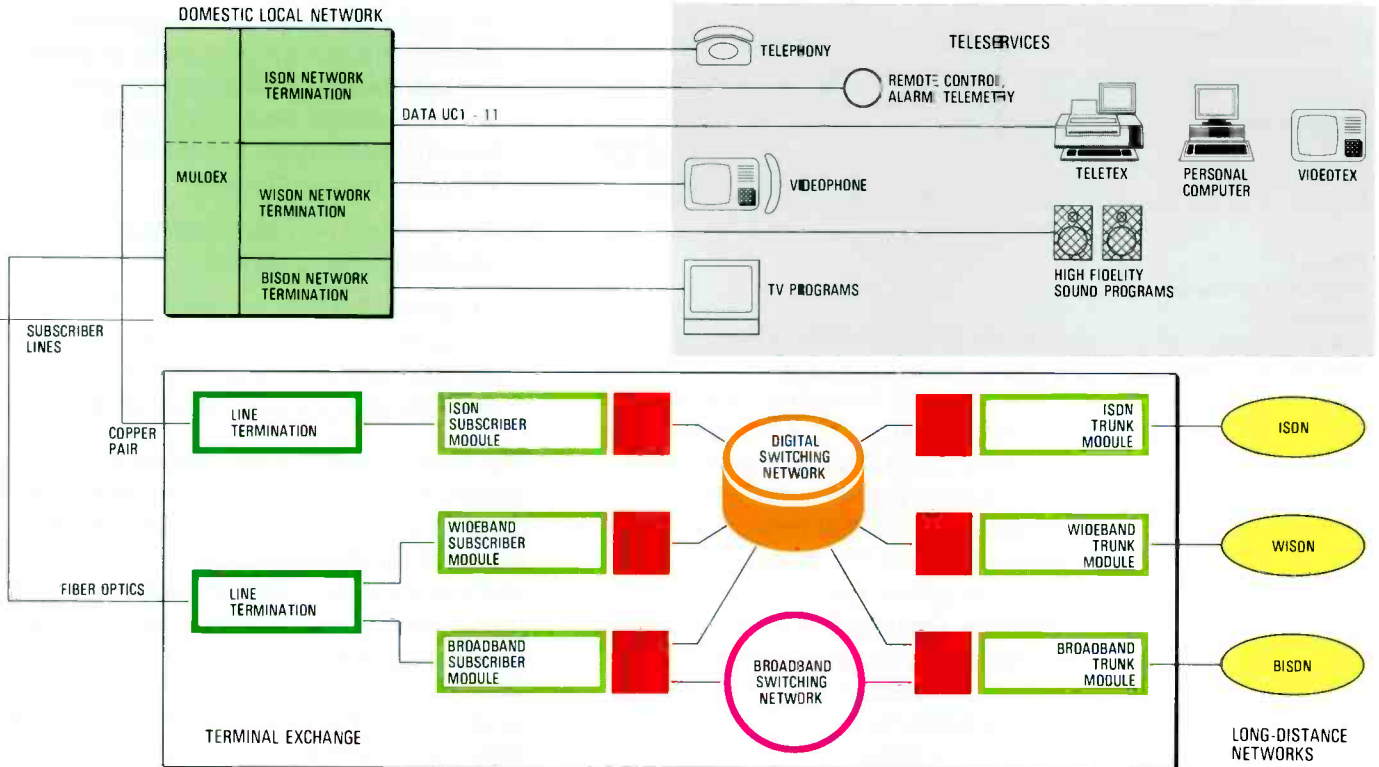 DOMESTIC LOCAL NETWORK
MULDEX
ISDN NETWORK
TERMINATION
WISDN NETWORK
TERMINATION
BISDN NETWORK
TERMINATION
DATA UC1 - 11
TELESERVICES
TELEPHONY
REMOTE CONTROL,
ALARM TELEMETRY
TELETEX
PERSONAL
COMPUTER
VIDEOTEX
VIDEOPHONE
HIGH FIDELITY
SOUND PROGRAMS
TV PROGRAMS
SUBSCRIBER
LINES
COPPER
PAIR
FIBER OPTICS
LINE
TERMINATION
ISDN
SUBSCRIBER
MODULE
DIGITAL
SWITCHING
NETWORK
ISDN
TRUNK
MODULE
ISDN
WIDEBAND
SUBSCRIBER
MODULE
WIDEBAND
TRUNK
MODULE
WISDN
LINE
TERMINATION
BROADBAND
SUBSCRIBER
MODULE
BROADBAND
SWITCHING
NETWORK
BROADBAND
TRUNK
MODULE
BISDN
TERMINAL EXCHANGE
LONG-DISTANCE
NETWORKS